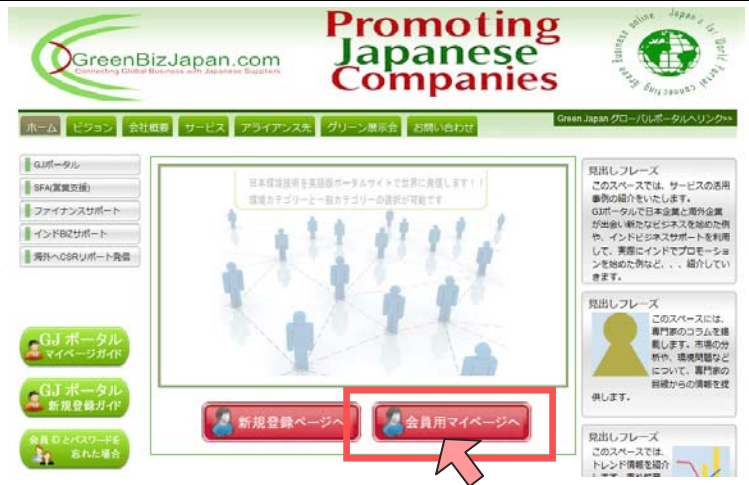 GreenBizJapan.com
Connecting Global Business with Japanese Suppliers
Promoting
Japanese
Companies
ホーム
ビジョン
会社概要
サービス
アライアンス先
グリーン展示会
お問い合わせ
Green Japan グローバルポータルへリンク>>
GJポータル
SFA(営業支援)
ファイナンスサポート
インドBIZサポート
海外へCSRリポート発信
GJ ポータル
マイページガイド
GJ ポータル
新規登録ガイド
会員 ID とパスワードを
忘れた場合
日本環境技術を英語版ポータルサイトで世界に発信します!!
環境カテゴリーと一般カテゴリーの選択が可能です
新規登録ページへ
会員用マイページへ
見出しフレーズ
このスペースでは、サービスの活用
事例の紹介をいたします。
GJポータルで日本企業と海外企業
が出会い新たなビジネスを始めた例
や、インドビジネスサポートを利用
して、実際にインドでプロモーショ
ンを始めた例など、、、紹介してい
きます。
見出しフレーズ
このスペースには、
専門家のコラムを掲
載します。市場の分
析や、環境問題など
について、専門家の
目線からの情報を提
供します。
見出しフレーズ
このスペースでは、
トレンド情報を紹介